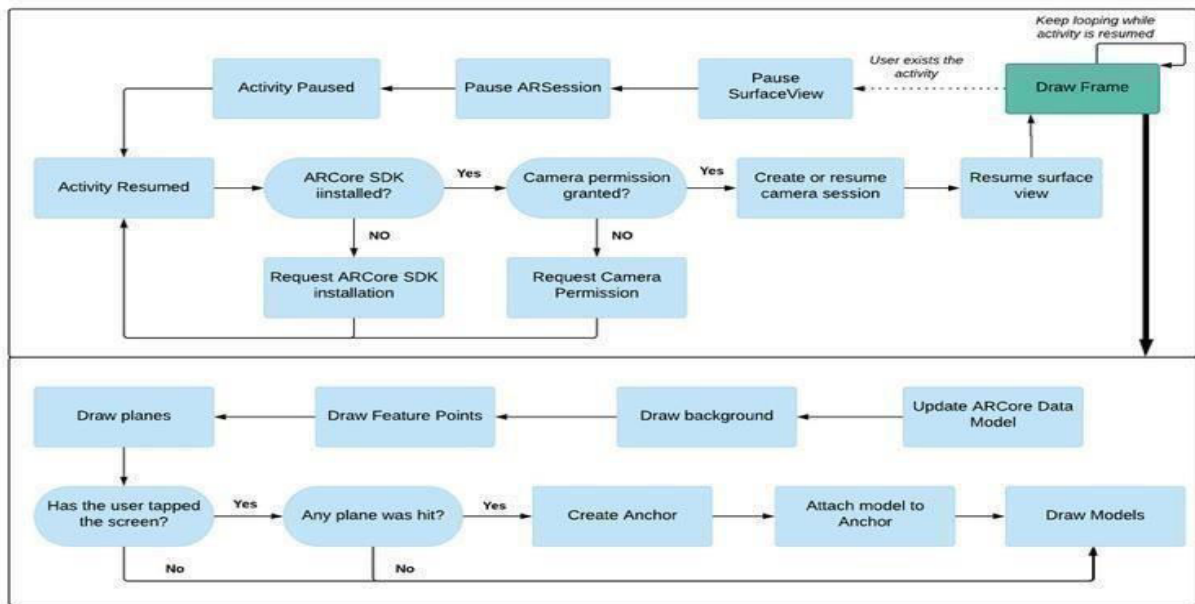 Keep looping while
activity is resumed
User exists the
activity
Activity Paused
Pause ARSession
Pause
SurfaceView
Draw Frame
Activity Resumed
ARCore SDK
iinstalled?
Yes
Camera permission
granted?
Yes
Create or resume
camera session
Resume surface
view
NO
NO
Request ARCore SDK
installation
Request Camera
Permission
Draw planes
Draw Feature Points
Draw background
Update ARCore Data
Model
Has the user tapped
the screen?
Yes
Any plane was hit?
Yes
Create Anchor
Attach model to
Anchor
Draw Models
No
No